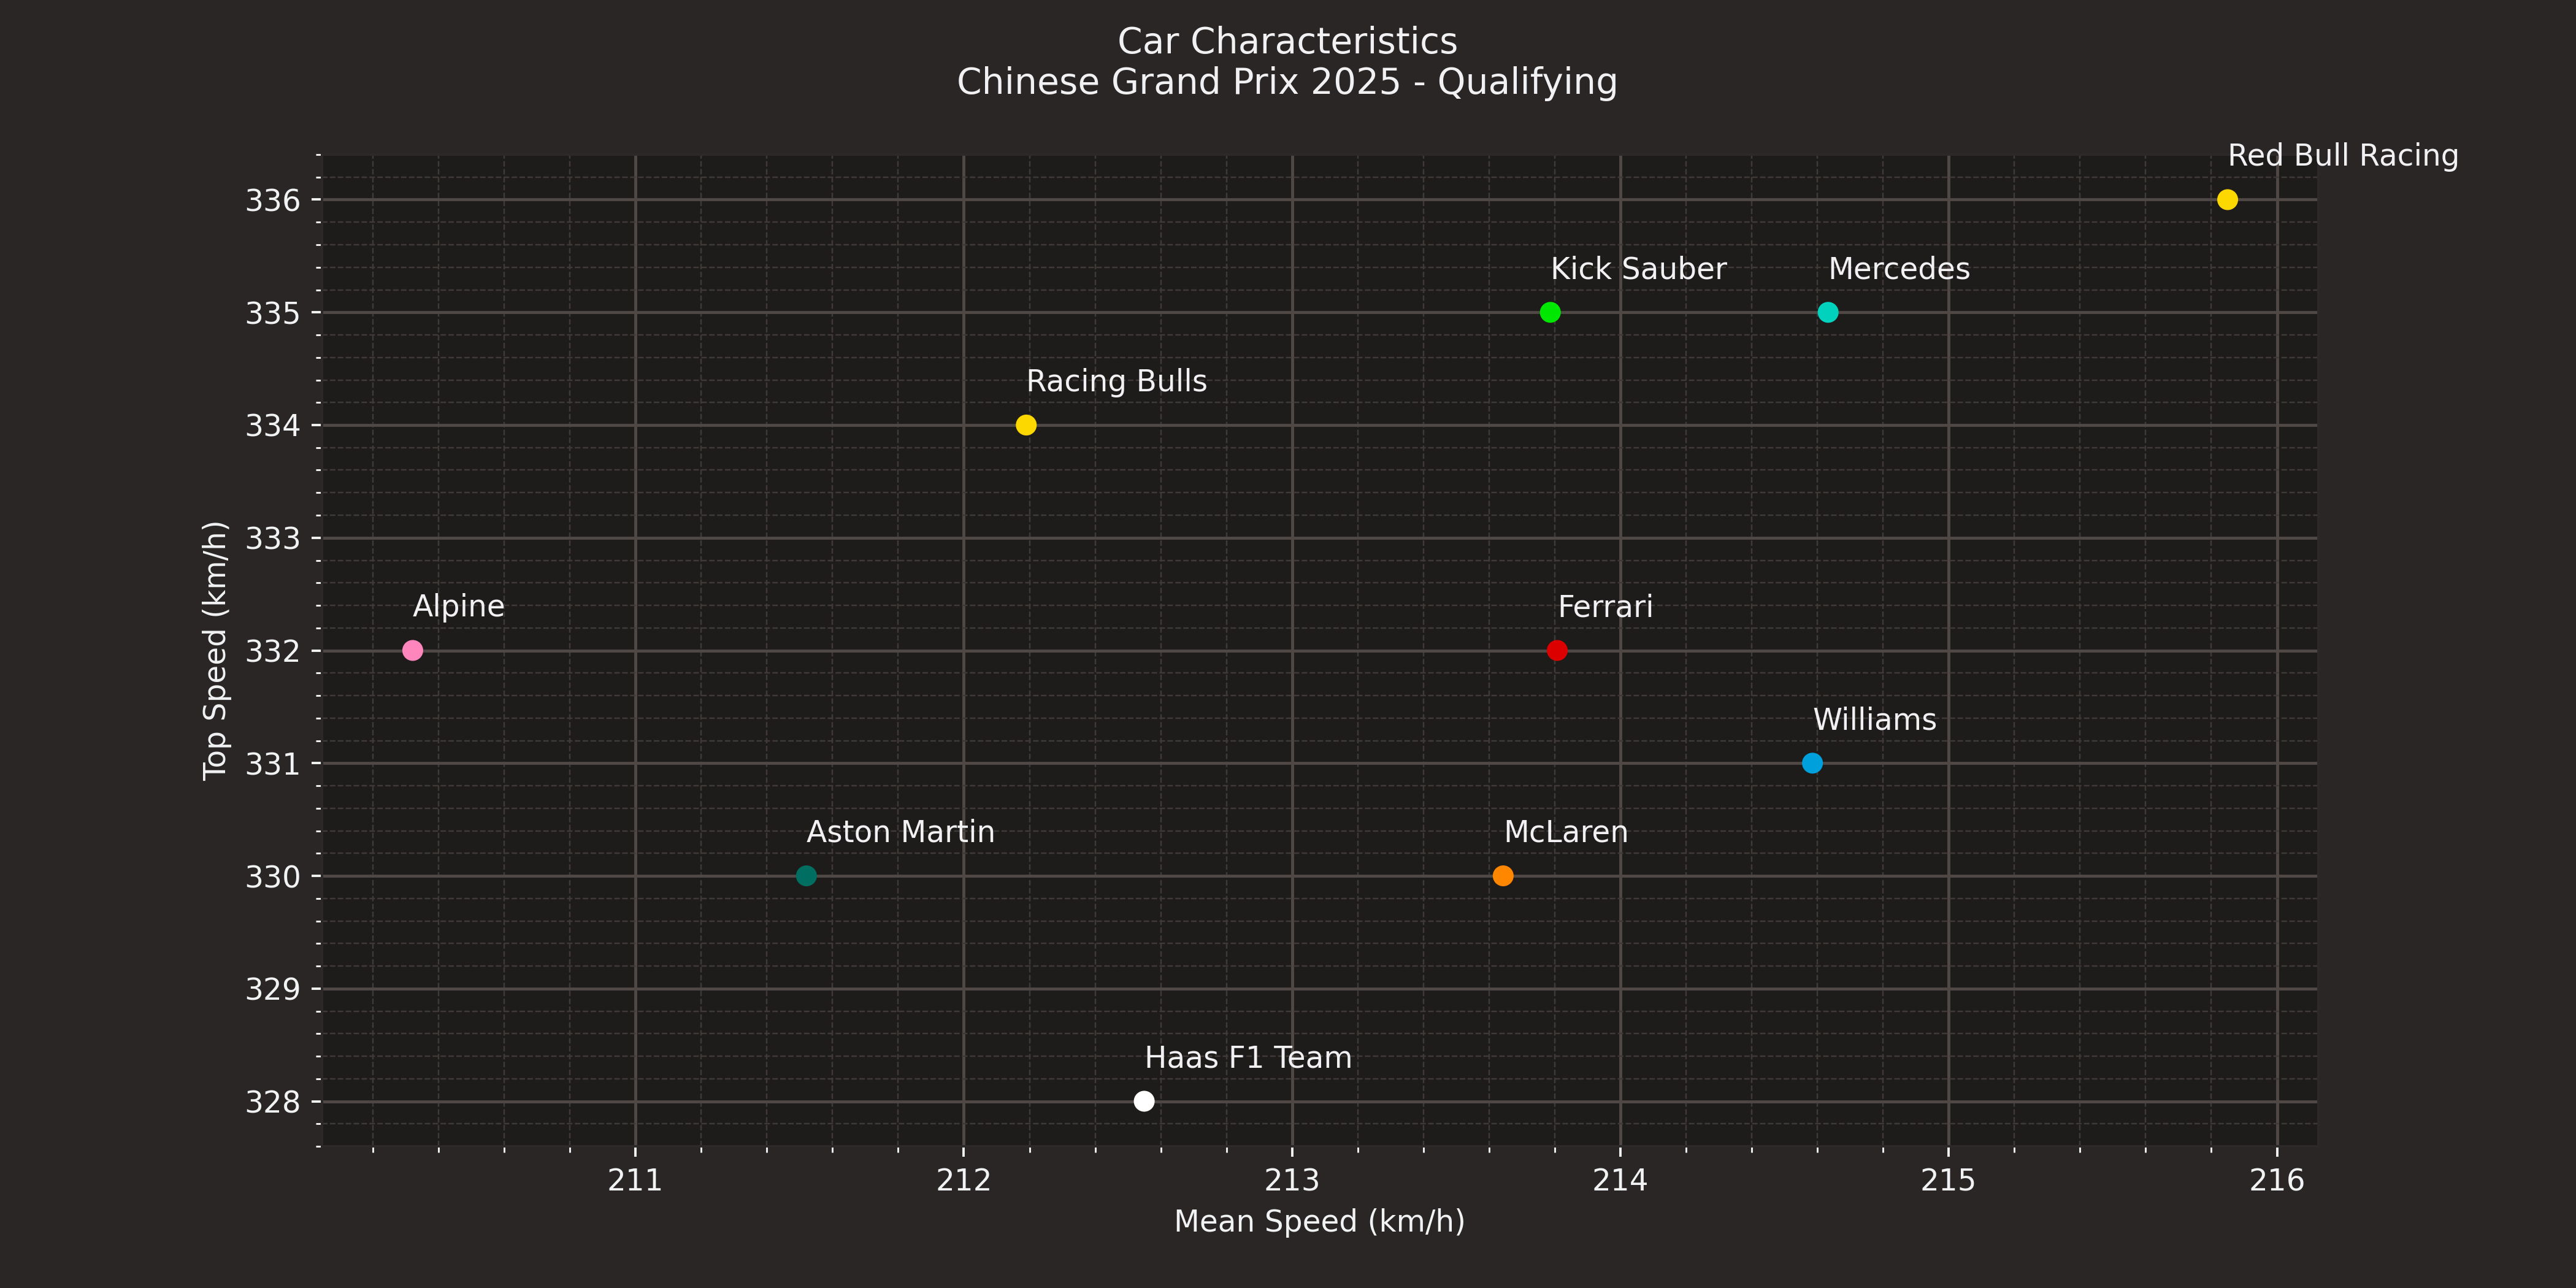 Car Characteristics
Chinese Grand Prix 2025 - Qualifying
Red Bull Racing
336
Kick Sauber
Mercedes
335
Racing Bulls
334
333
Alpine
Ferrari
332
Williams
331
Aston Martin
McLaren
330
329
Haas F1 Team
328
Top Speed (km/h)
211
212
213
214
215
216
Mean Speed (km/h)